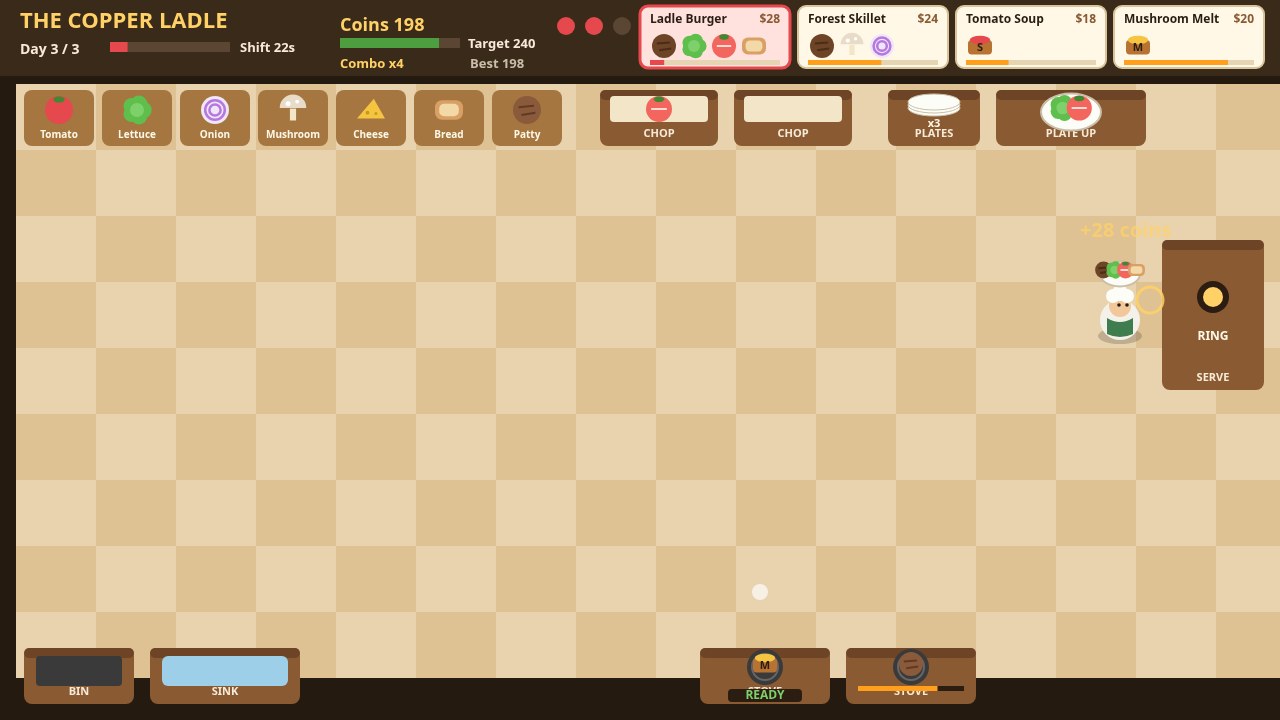 THE COPPER LADLE
Day 3 / 3
Shift 22s
Coins 198
Target 240
Combo x4
Best 198
Ladle Burger $28
Forest Skillet $24
Tomato Soup $18
S
Mushroom Melt $20
M
Tomato
Lettuce
Onion
Mushroom
Cheese
Bread
Patty
CHOP
CHOP
x3
PLATES
PLATE UP
+28 coins
RING
SERVE
BIN
SINK
M
STOVE
READY
STOVE